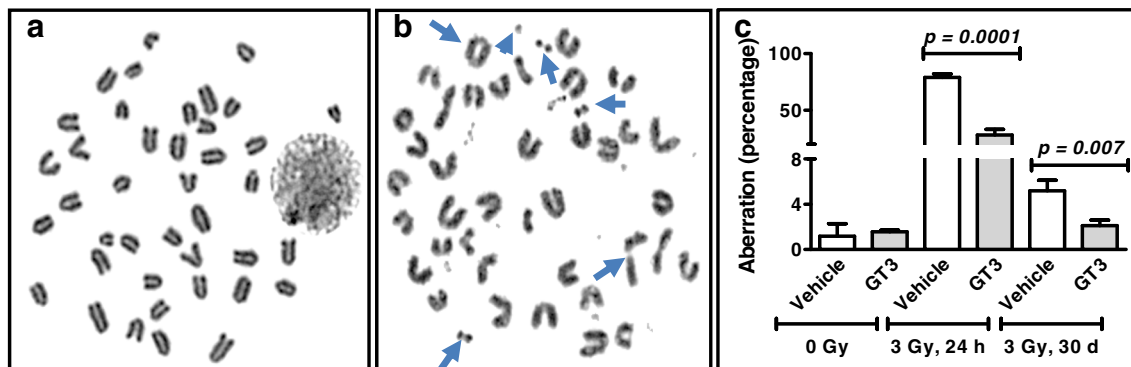 a
b
c
Aberration (percentage)
100
50
8
4
0
p = 0.0001
p = 0.007
Vehicle
GT3
Vehicle
GT3
Vehicle
GT3
0 Gy
3 Gy, 24 h
3 Gy, 30 d